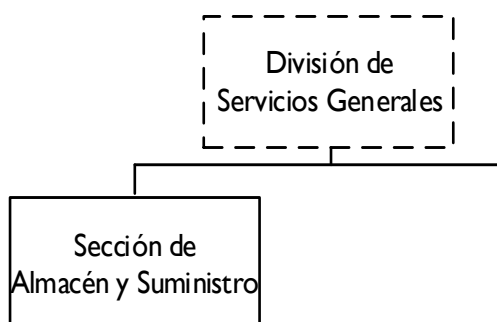 División de
Servicios Generales
Sección de
Almacén y Suministro